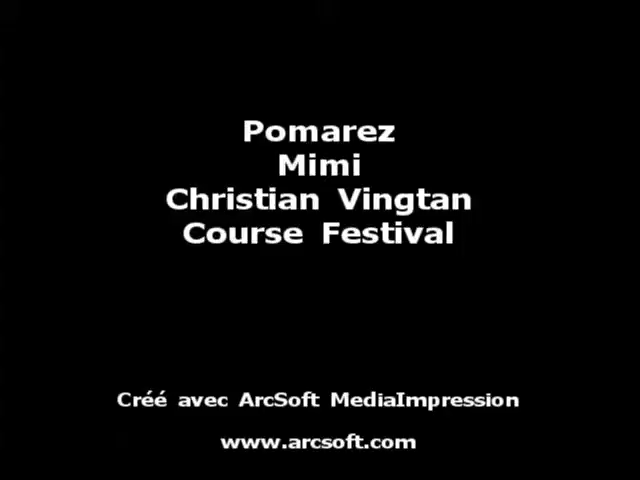 Pomarez
Mimi
Christian Vingtan
Course Festival
Créé avec ArcSoft MediaImpression
www.arcsoft.com